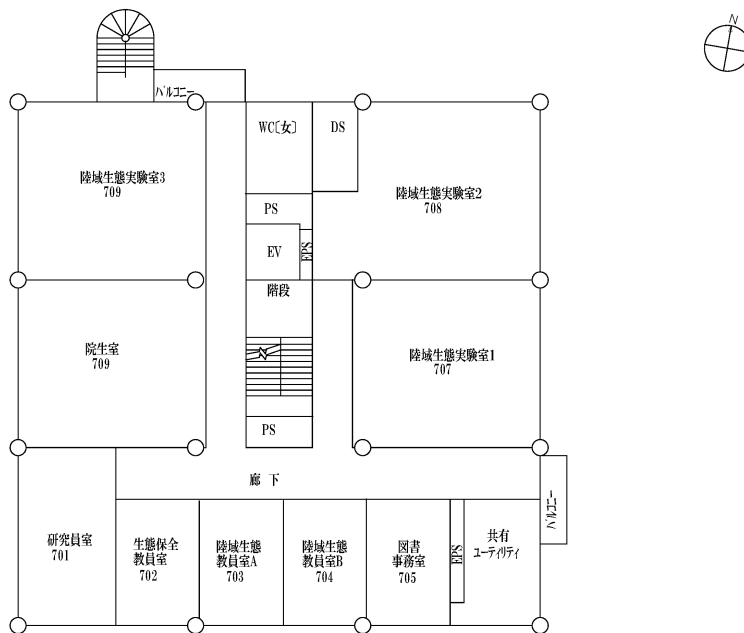 N
バルコニー
WC〔女〕
DS
陸域生態実験室3
709
陸域生態実験室2
708
PS
EV
EPS
階段
院生室
709
陸域生態実験室1
707
PS
廊 下
バルコニー
研究員室
701
生態保全
教員室
702
陸域生態
教員室A
703
陸域生態
教員室B
704
図書
事務室
705
EPS
共有
ユーティリティ